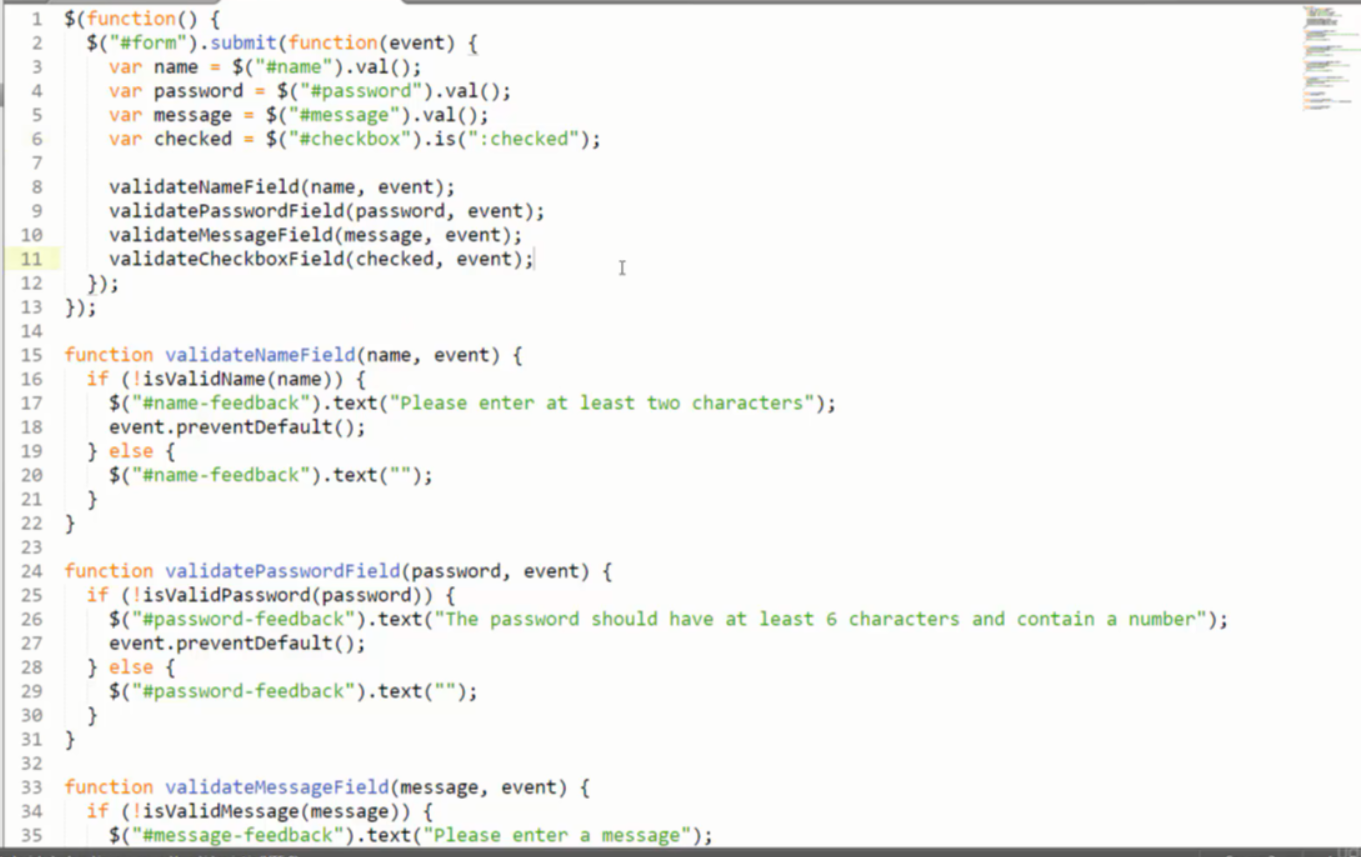 1 $(function() {
2 $("#form").submit(function(event) {
3 var name = $("#name").val();
4 var password = $("#password").val();
5 var message = $("#message").val();
6 var checked = $("#checkbox").is(":checked");
7
8 validateNameField(name, event);
9 validatePasswordField(password, event);
10 validateMessageField(message, event);
11 validateCheckboxField(checked, event);
12 });
13 });
14
15 function validateNameField(name, event) {
16 if (!isValidName(name)) {
17 $("#name-feedback").text("Please enter at least two characters");
18 event.preventDefault();
19 } else {
20 $("#name-feedback").text("");
21 }
22 }
23
24 function validatePasswordField(password, event) {
25 if (!isValidPassword(password)) {
26 $("#password-feedback").text("The password should have at least 6 characters and contain a number");
27 event.preventDefault();
28 } else {
29 $("#password-feedback").text("");
30 }
31 }
32
33 function validateMessageField(message, event) {
34 if (!isValidMessage(message)) {
35 $("#message-feedback").text("Please enter a message");